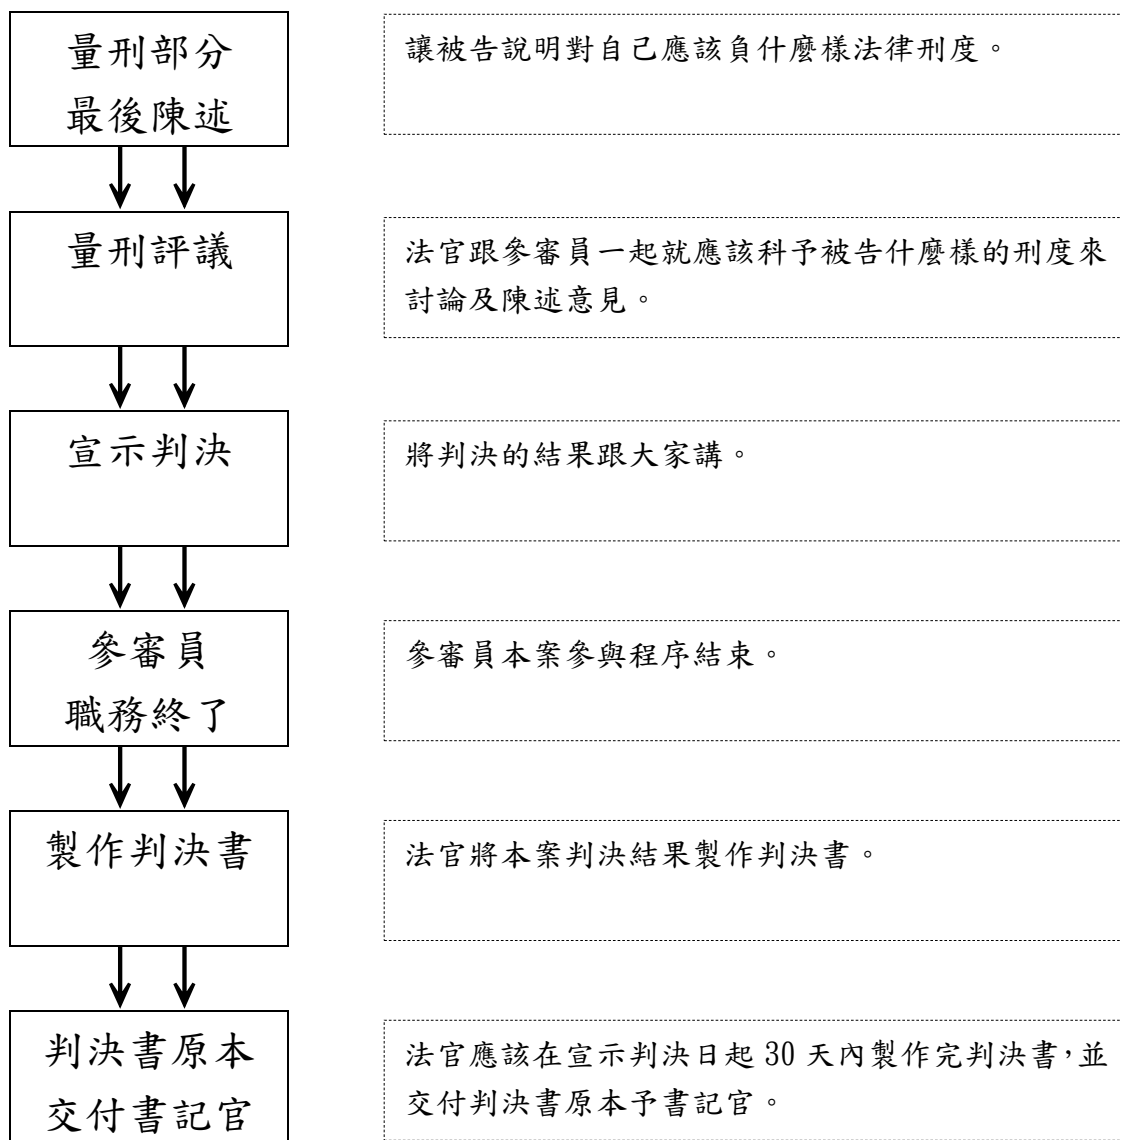 量刑部分
最後陳述
讓被告說明對自己應該負什麼樣法律刑度。
量刑評議
法官跟參審員一起就應該科予被告什麼樣的刑度來
討論及陳述意見。
宣示判決
將判決的結果跟大家講。
參審員
職務終了
參審員本案參與程序結束。
製作判決書
法官將本案判決結果製作判決書。
判決書原本
交付書記官
法官應該在宣示判決日起 30 天內製作完判決書，並
交付判決書原本予書記官。